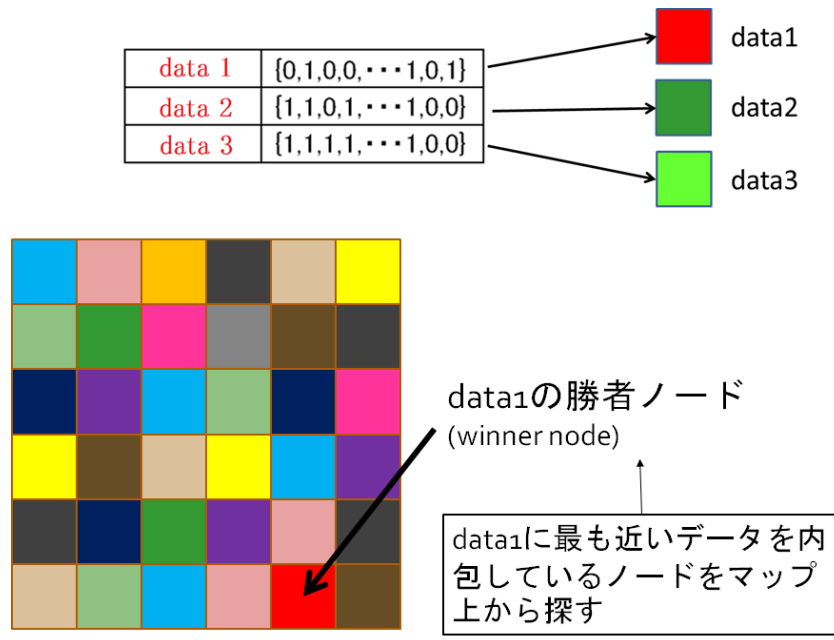 data 1 {0,1,0,0,・・・1,0,1}
data 2 {1,1,0,1,・・・1,0,0}
data 3 {1,1,1,1,・・・1,0,0}
data1
data2
data3
data1の勝者ノード
(winner node)
data1に最も近いデータを内
包しているノードをマップ
上から探す